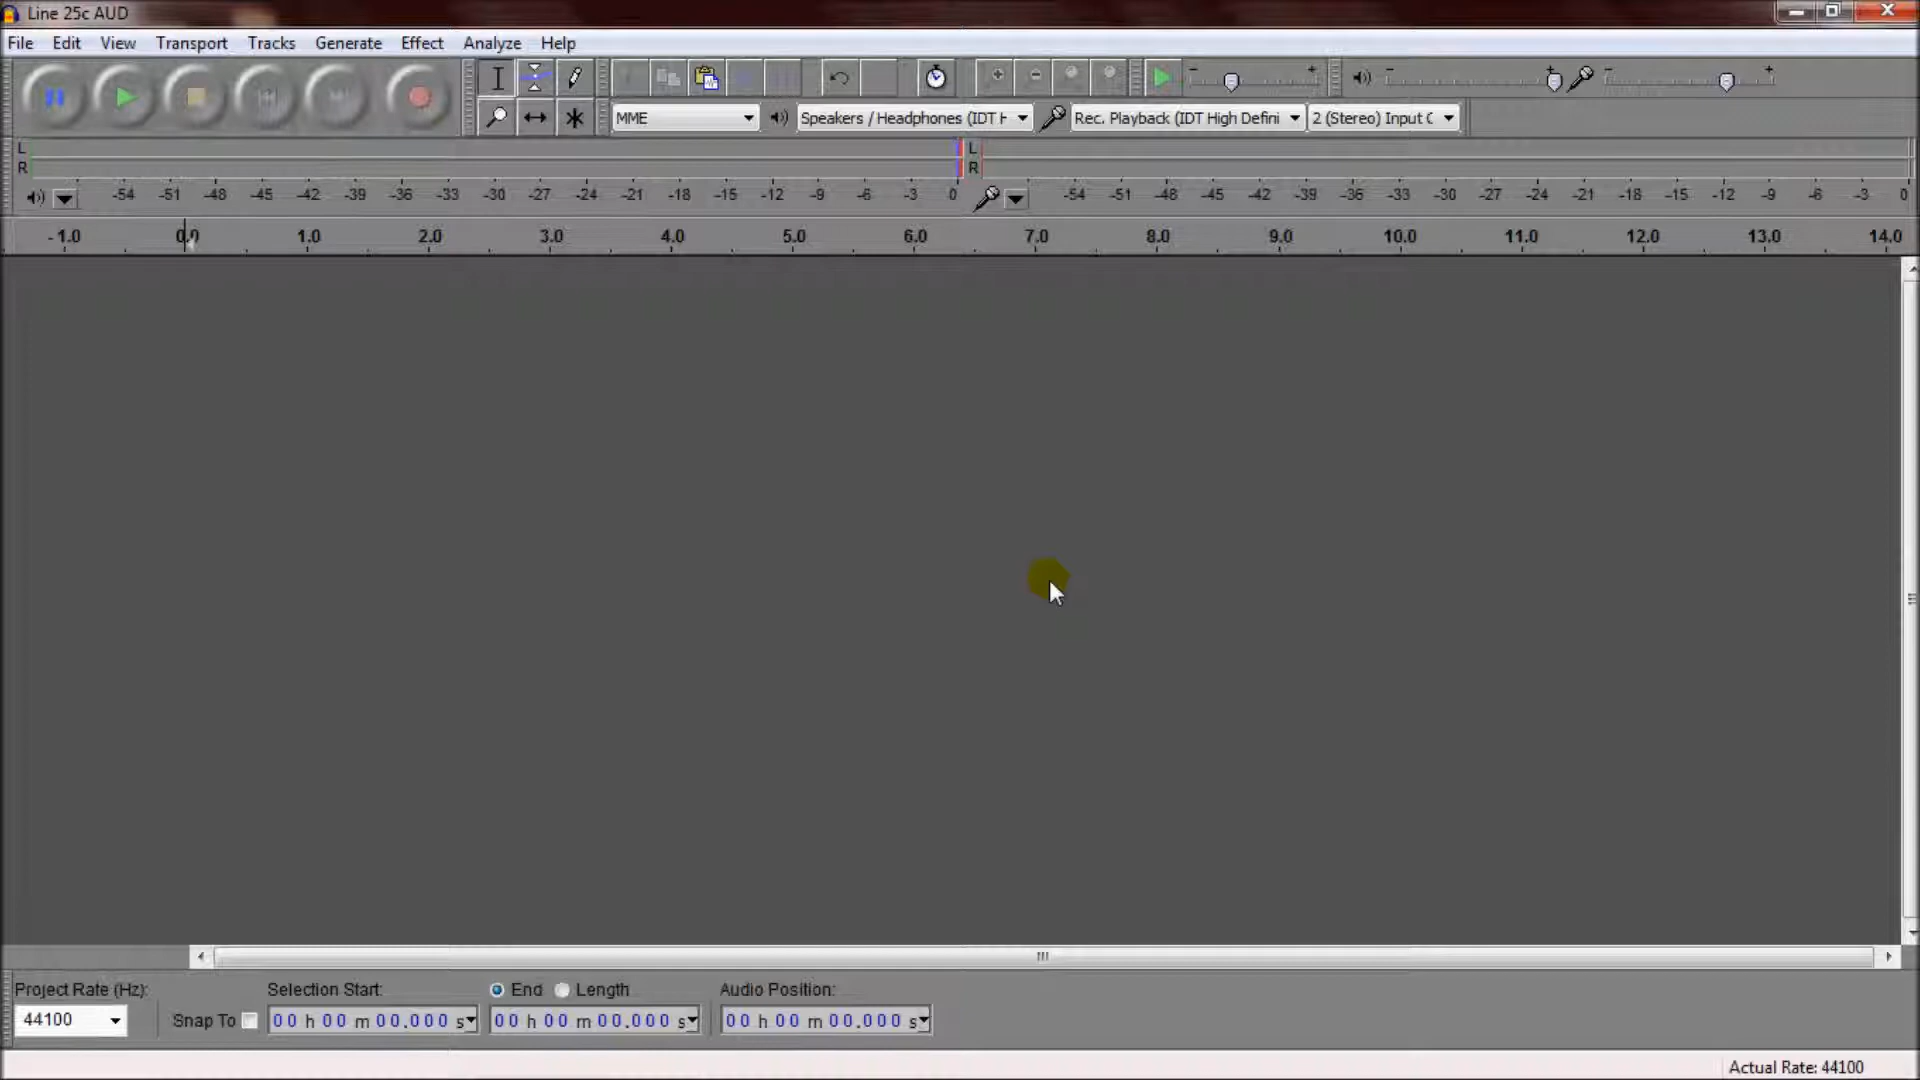 Line 25c AUD
File Edit View Transport Tracks Generate Effect Analyze Help
MME Speakers / Headphones (IDT H Rec. Playback (IDT High Defini 2 (Stereo) Input C
L L
R R
-54 -51 -48 -45 -42 -39 -36 -33 -30 -27 -24 -21 -18 -15 -12 -9 -6 -3 0 -54 -51 -48 -45 -42 -39 -36 -33 -30 -27 -24 -21 -18 -15 -12 -9 -6 -3 0
-1.0 0.0 1.0 2.0 3.0 4.0 5.0 6.0 7.0 8.0 9.0 10.0 11.0 12.0 13.0 14.0
Project Rate (Hz): Selection Start: End Length Audio Position:
44100 Snap To 00 h 00 m 00.000 s 00 h 00 m 00.000 s 00 h 00 m 00.000 s
Actual Rate: 44100